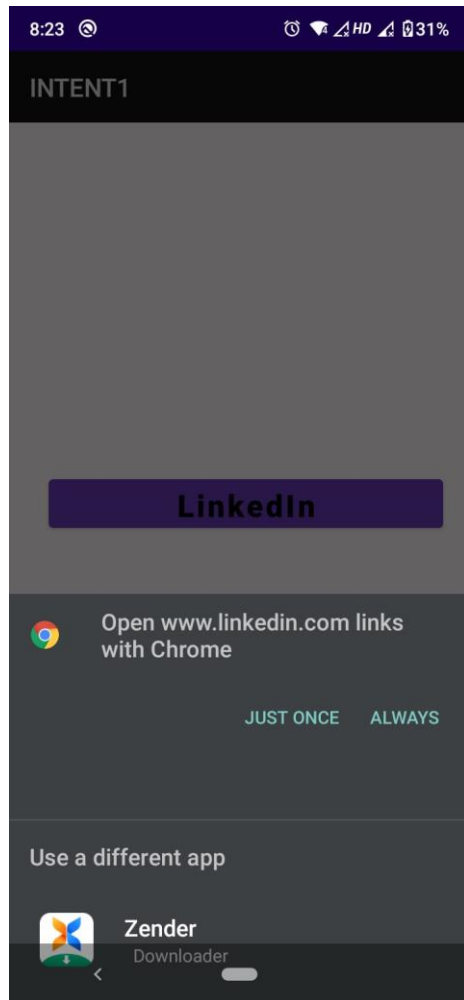 8:23 HD 31%
INTENT1
LinkedIn
Open www.linkedin.com links
with Chrome
JUST ONCE ALWAYS
Use a different app
Zender
Downloader